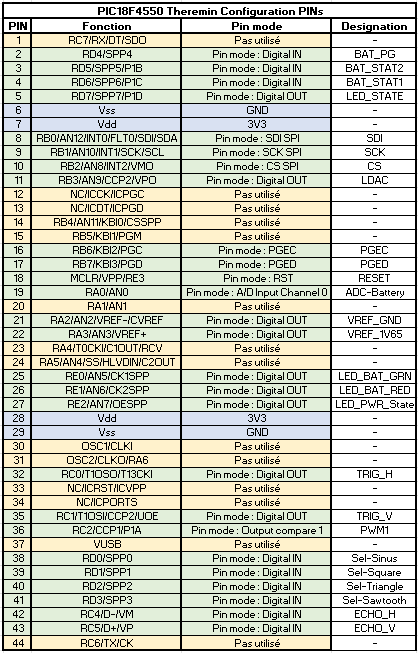 PIC18F4550 Theremin Configuration PINs
PIN Fonction Pin mode Designation
1 RC7/RX/DT/SDO Pas utilisé -
2 RD4/SPP4 Pin mode : Digital IN BAT_PG
3 RD5/SPP5/P1B Pin mode : Digital IN BAT_STAT2
4 RD6/SPP6/P1C Pin mode : Digital IN BAT_STAT1
5 RD7/SPP7/P1D Pin mode : Digital OUT LED_STATE
6 Vss GND -
7 Vdd 3V3 -
8 RB0/AN12/INT0/FLT0/SDI/SDA Pin mode : SDI SPI SDI
9 RB1/AN10/INT1/SCK/SCL Pin mode : SCK SPI SCK
10 RB2/AN8/INT2/VMO Pin mode : CS SPI CS
11 RB3/AN9/CCP2/VPO Pin mode : Digital OUT LDAC
12 NC/ICCK/ICPGC Pas utilisé -
13 NC/ICDT/ICPGD Pas utilisé -
14 RB4/AN11/KBI0/CSSPP Pas utilisé -
15 RB5/KBI1/PGM Pas utilisé -
16 RB6/KBI2/PGC Pin mode : PGEC PGEC
17 RB7/KBI3/PGD Pin mode : PGED PGED
18 MCLR/VPP/RE3 Pin mode : RST RESET
19 RA0/AN0 Pin mode : A/D Input Channel 0 ADC-Battery
20 RA1/AN1 Pas utilisé -
21 RA2/AN2/VREF-/CVREF Pin mode : Digital OUT VREF_GND
22 RA3/AN3/VREF+ Pin mode : Digital OUT VREF_1V65
23 RA4/T0CKI/C1OUT/RCV Pas utilisé -
24 RA5/AN4/SS/HLVDIN/C2OUT Pas utilisé -
25 RE0/AN5/CK1SPP Pin mode : Digital OUT LED_BAT_GRN
26 RE1/AN6/CK2SPP Pin mode : Digital OUT LED_BAT_RED
27 RE2/AN7/OESPP Pin mode : Digital OUT LED_PWR_State
28 Vdd 3V3 -
29 Vss GND -
30 OSC1/CLKI Pas utilisé -
31 OSC2/CLKO/RA6 Pas utilisé -
32 RC0/T1OSO/T13CKI Pin mode : Digital OUT TRIG_H
33 NC/ICRST/ICVPP Pas utilisé -
34 NC/ICPORTS Pas utilisé -
35 RC1/T1OSI/CCP2/UOE Pin mode : Digital OUT TRIG_V
36 RC2/CCP1/P1A Pin mode : Output compare 1 PWM1
37 VUSB Pas utilisé -
38 RD0/SPP0 Pin mode : Digital IN Sel-Sinus
39 RD1/SPP1 Pin mode : Digital IN Sel-Square
40 RD2/SPP2 Pin mode : Digital IN Sel-Triangle
41 RD3/SPP3 Pin mode : Digital IN Sel-Sawtooth
42 RC4/D-/VM Pin mode : Digital IN ECHO_H
43 RC5/D+/VP Pin mode : Digital IN ECHO_V
44 RC6/TX/CK Pas utilisé -